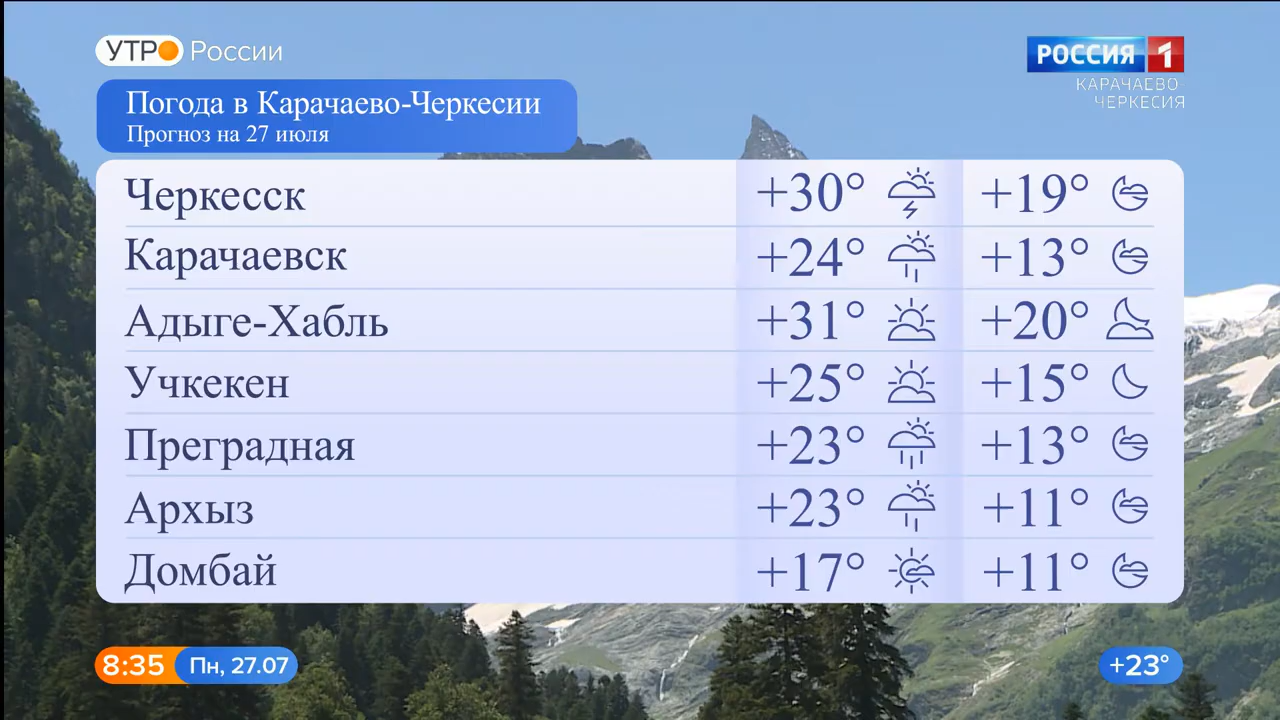 УТРО России
РОССИЯ 1
КАРАЧАЕВО
ЧЕРКЕСИЯ
Погода в Карачаево-Черкесии
Прогноз на 27 июля
Черкесск +30° +19°
Карачаевск +24° +13°
Адыге-Хабль +31° +20°
Учкекен +25° +15°
Преградная +23° +13°
Архыз +23° +11°
Домбай +17° +11°
8:35 Пн, 27.07 +23°